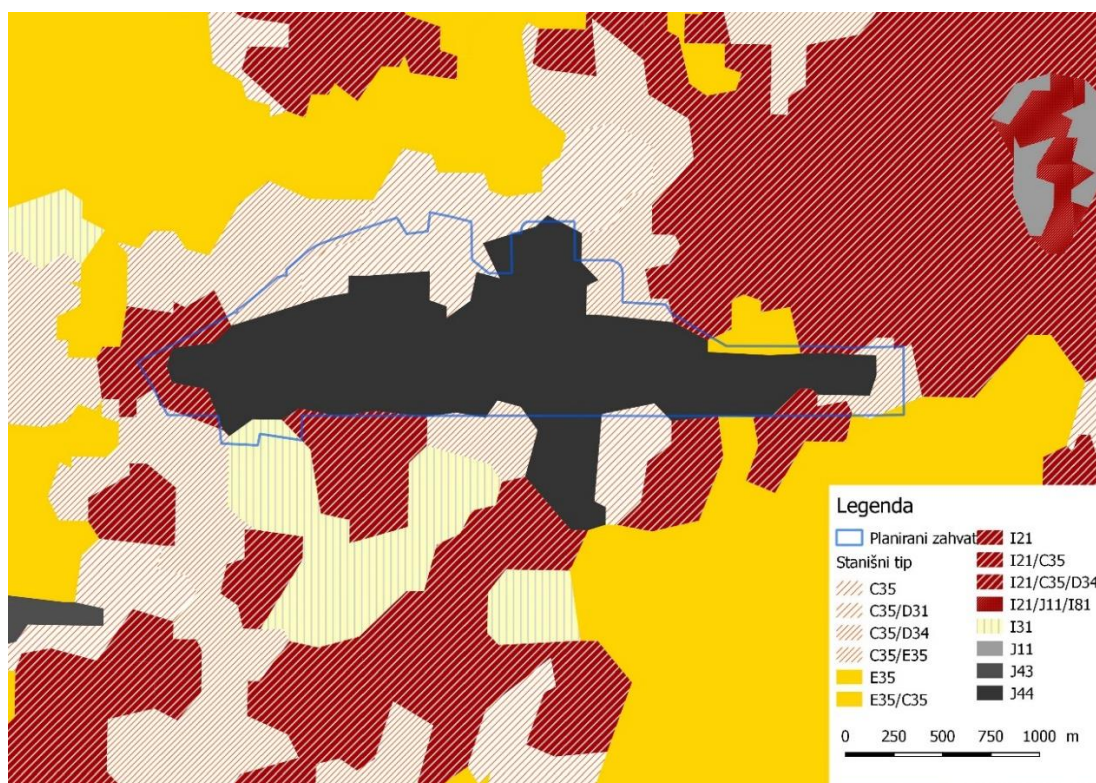 Legenda
Planirani zahvat
Stanišni tip
C35
C35/D31
C35/D34
C35/E35
E35
E35/C35
I21
I21/C35
I21/C35/D34
I21/J11/I81
I31
J11
J43
J44
0 250 500 750 1000 m